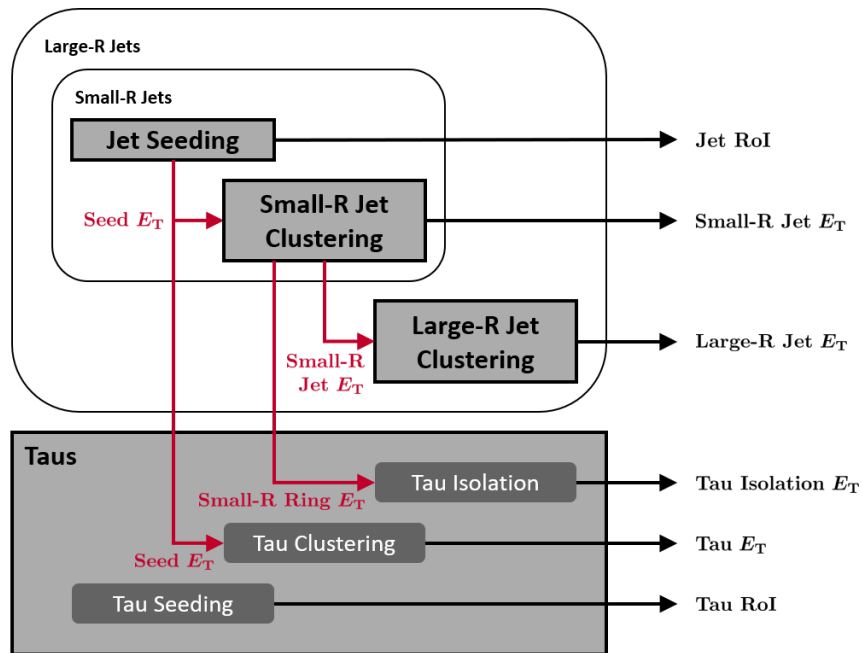 Large-R Jets
Small-R Jets
Jet Seeding
Jet RoI
Seed E_T
Small-R Jet
Clustering
Small-R Jet E_T
Large-R Jet
Clustering
Large-R Jet E_T
Small-R
Jet E_T
Taus
Tau Isolation
Tau Isolation E_T
Small-R Ring E_T
Tau Clustering
Tau E_T
Seed E_T
Tau Seeding
Tau RoI